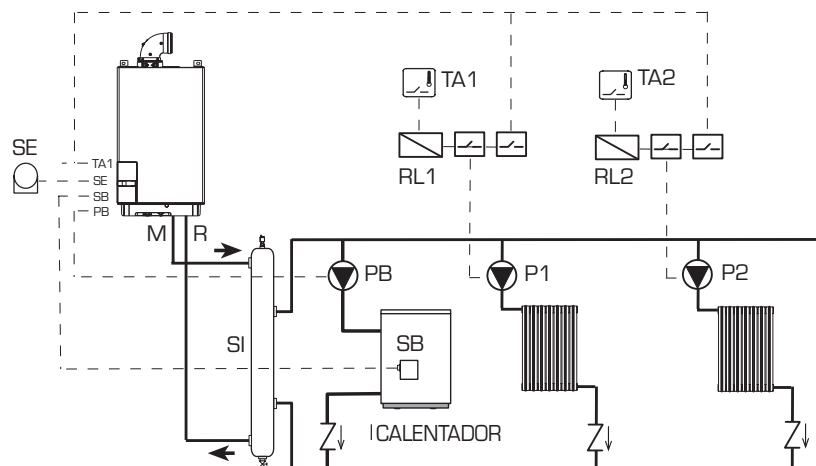 TA1
TA2
SE
TA1
SE
SB
PB
RL1
RL2
M
R
PB
P1
P2
SI
SB
CALENTADOR